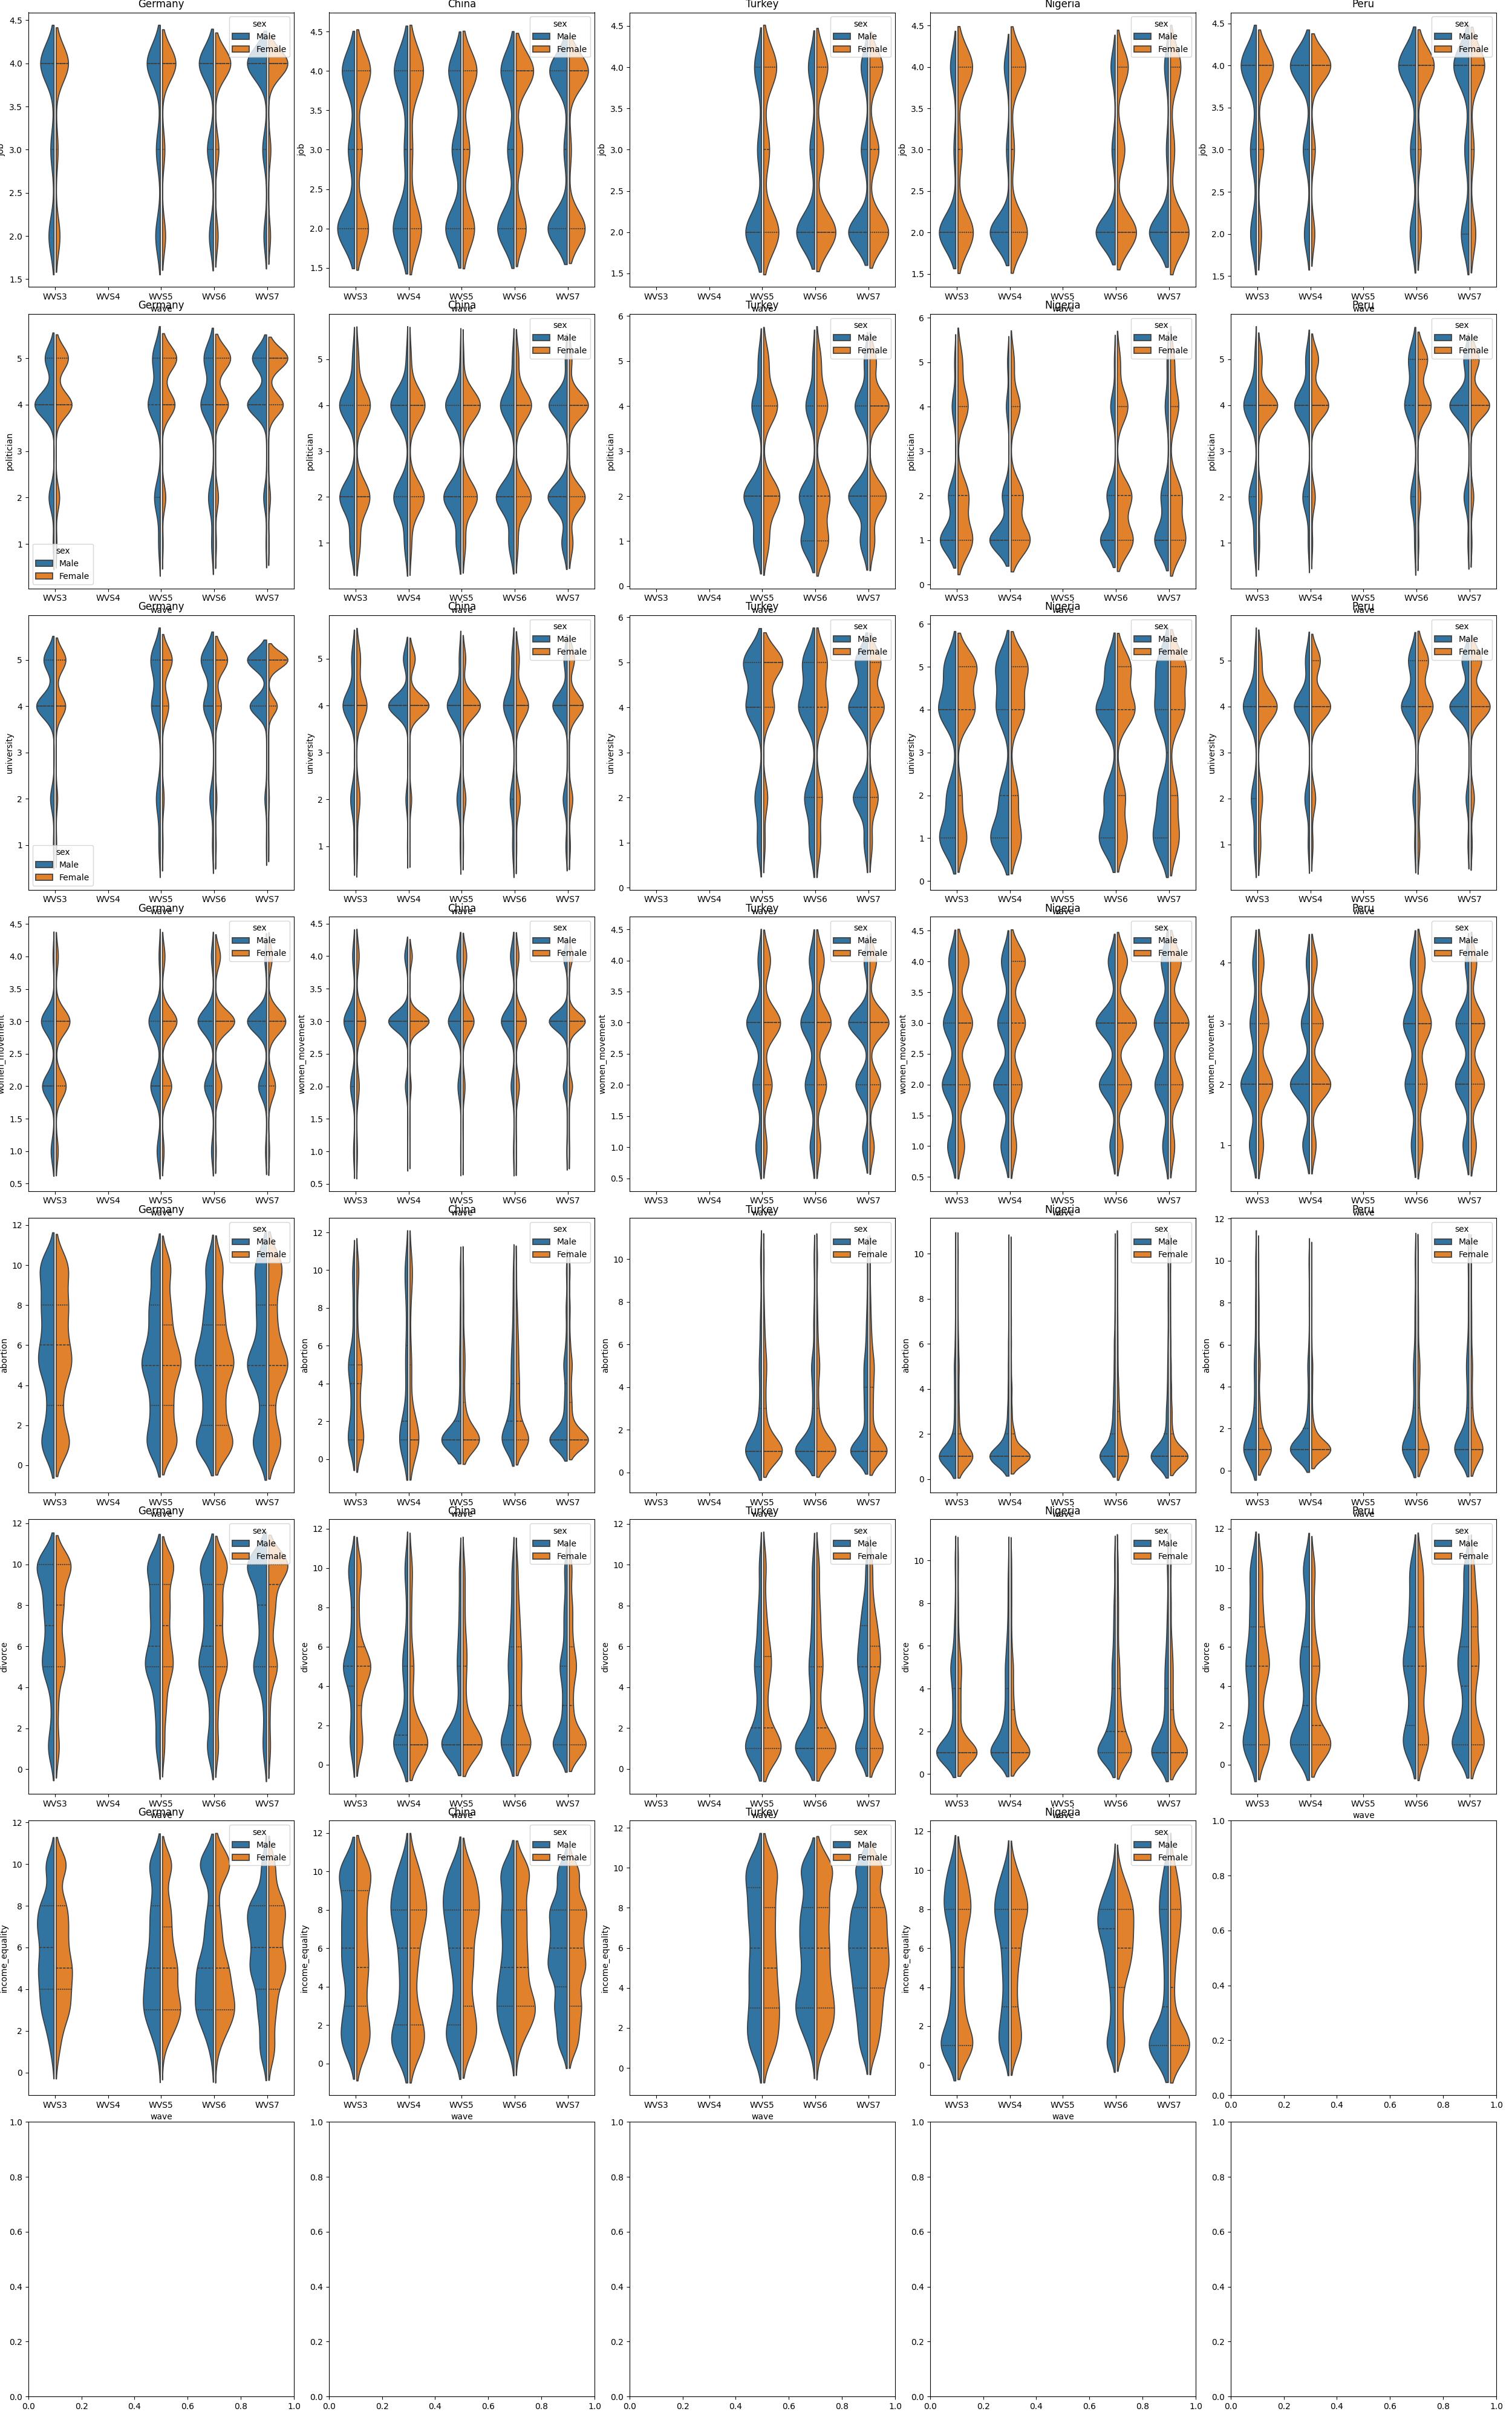 Germany China Turkey Nigeria Peru
sex sex sex sex sex
Male Male Male Male Male
Female Female Female Female Female
job job job job job
4.5 4.0 3.5 3.0 2.5 2.0 1.5
4.5 4.0 3.5 3.0 2.5 2.0 1.5
4.5 4.0 3.5 3.0 2.5 2.0 1.5
4.5 4.0 3.5 3.0 2.5 2.0 1.5
4.5 4.0 3.5 3.0 2.5 2.0 1.5
WVS3 WVS4 WVS5 WVS6 WVS7 WVS3 WVS4 WVS5 WVS6 WVS7 WVS3 WVS4 WVS5 WVS6 WVS7 WVS3 WVS4 WVS5 WVS6 WVS7 WVS3 WVS4 WVS5 WVS6 WVS7
wave wave wave wave wave
Germany China Turkey Nigeria Peru
sex sex sex sex sex
Male Male Male Male Male
Female Female Female Female Female
politician politician politician politician politician
5 4 3 2 1
5 4 3 2 1
6 5 4 3 2 1 0
6 5 4 3 2 1 0
5 4 3 2 1
WVS3 WVS4 WVS5 WVS6 WVS7 WVS3 WVS4 WVS5 WVS6 WVS7 WVS3 WVS4 WVS5 WVS6 WVS7 WVS3 WVS4 WVS5 WVS6 WVS7 WVS3 WVS4 WVS5 WVS6 WVS7
wave wave wave wave wave
Germany China Turkey Nigeria Peru
sex sex sex sex sex
Male Male Male Male Male
Female Female Female Female Female
university university university university university
5 4 3 2 1
5 4 3 2 1
6 5 4 3 2 1 0
6 5 4 3 2 1 0
5 4 3 2 1
WVS3 WVS4 WVS5 WVS6 WVS7 WVS3 WVS4 WVS5 WVS6 WVS7 WVS3 WVS4 WVS5 WVS6 WVS7 WVS3 WVS4 WVS5 WVS6 WVS7 WVS3 WVS4 WVS5 WVS6 WVS7
wave wave wave wave wave
Germany China Turkey Nigeria Peru
sex sex sex sex sex
Male Male Male Male Male
Female Female Female Female Female
women_movement women_movement women_movement women_movement women_movement
4.5 4.0 3.5 3.0 2.5 2.0 1.5 1.0 0.5
4.5 4.0 3.5 3.0 2.5 2.0 1.5 1.0 0.5
4.5 4.0 3.5 3.0 2.5 2.0 1.5 1.0 0.5
4.5 4.0 3.5 3.0 2.5 2.0 1.5 1.0 0.5
4 3 2 1
WVS3 WVS4 WVS5 WVS6 WVS7 WVS3 WVS4 WVS5 WVS6 WVS7 WVS3 WVS4 WVS5 WVS6 WVS7 WVS3 WVS4 WVS5 WVS6 WVS7 WVS3 WVS4 WVS5 WVS6 WVS7
wave wave wave wave wave
Germany China Turkey Nigeria Peru
sex sex sex sex sex
Male Male Male Male Male
Female Female Female Female Female
abortion abortion abortion abortion abortion
12 10 8 6 4 2 0
12 10 8 6 4 2 0
10 8 6 4 2 0
10 8 6 4 2 0
12 10 8 6 4 2 0
WVS3 WVS4 WVS5 WVS6 WVS7 WVS3 WVS4 WVS5 WVS6 WVS7 WVS3 WVS4 WVS5 WVS6 WVS7 WVS3 WVS4 WVS5 WVS6 WVS7 WVS3 WVS4 WVS5 WVS6 WVS7
wave wave wave wave wave
Germany China Turkey Nigeria Peru
sex sex sex sex sex
Male Male Male Male Male
Female Female Female Female Female
divorce divorce divorce divorce divorce
12 10 8 6 4 2 0
12 10 8 6 4 2 0
12 10 8 6 4 2 0
10 8 6 4 2 0
12 10 8 6 4 2 0
WVS3 WVS4 WVS5 WVS6 WVS7 WVS3 WVS4 WVS5 WVS6 WVS7 WVS3 WVS4 WVS5 WVS6 WVS7 WVS3 WVS4 WVS5 WVS6 WVS7 WVS3 WVS4 WVS5 WVS6 WVS7
wave wave wave wave wave
Germany China Turkey Nigeria
sex sex sex sex
Male Male Male Male
Female Female Female Female
income_equality income_equality income_equality income_equality
12 10 8 6 4 2 0
12 10 8 6 4 2 0
12 10 8 6 4 2 0
12 10 8 6 4 2 0
1.0 0.8 0.6 0.4 0.2 0.0
WVS3 WVS4 WVS5 WVS6 WVS7 WVS3 WVS4 WVS5 WVS6 WVS7 WVS3 WVS4 WVS5 WVS6 WVS7 WVS3 WVS4 WVS5 WVS6 WVS7 0.0 0.2 0.4 0.6 0.8 1.0
wave wave wave wave
1.0 0.8 0.6 0.4 0.2 0.0
1.0 0.8 0.6 0.4 0.2 0.0
1.0 0.8 0.6 0.4 0.2 0.0
1.0 0.8 0.6 0.4 0.2 0.0
1.0 0.8 0.6 0.4 0.2 0.0
0.0 0.2 0.4 0.6 0.8 1.0 0.0 0.2 0.4 0.6 0.8 1.0 0.0 0.2 0.4 0.6 0.8 1.0 0.0 0.2 0.4 0.6 0.8 1.0 0.0 0.2 0.4 0.6 0.8 1.0